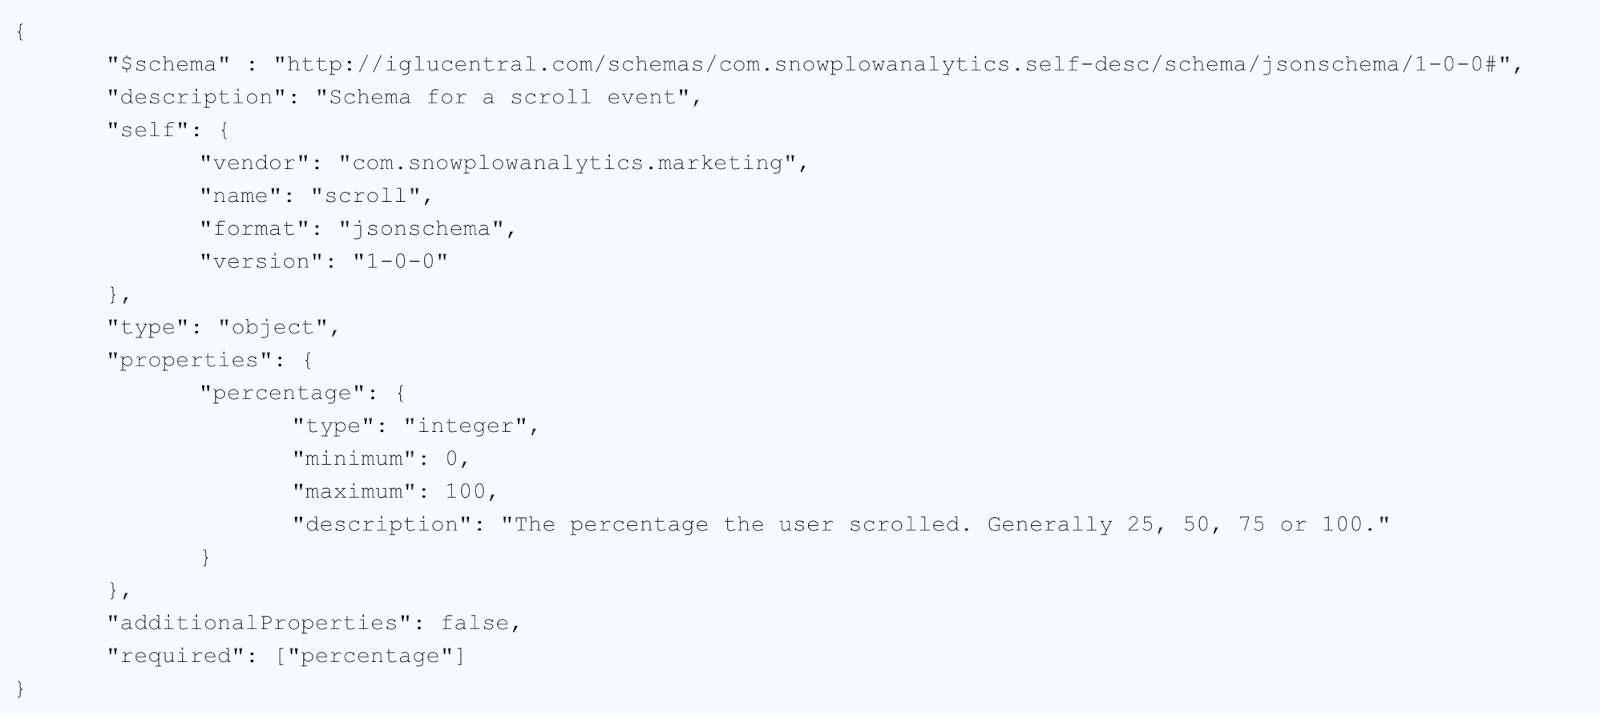 {
"$schema" : "http://iglucentral.com/schemas/com.snowplowanalytics.self-desc/schema/jsonschema/1-0-0#",
"description": "Schema for a scroll event",
"self": {
"vendor": "com.snowplowanalytics.marketing",
"name": "scroll",
"format": "jsonschema",
"version": "1-0-0"
},
"type": "object",
"properties": {
"percentage": {
"type": "integer",
"minimum": 0,
"maximum": 100,
"description": "The percentage the user scrolled. Generally 25, 50, 75 or 100."
}
},
"additionalProperties": false,
"required": ["percentage"]
}